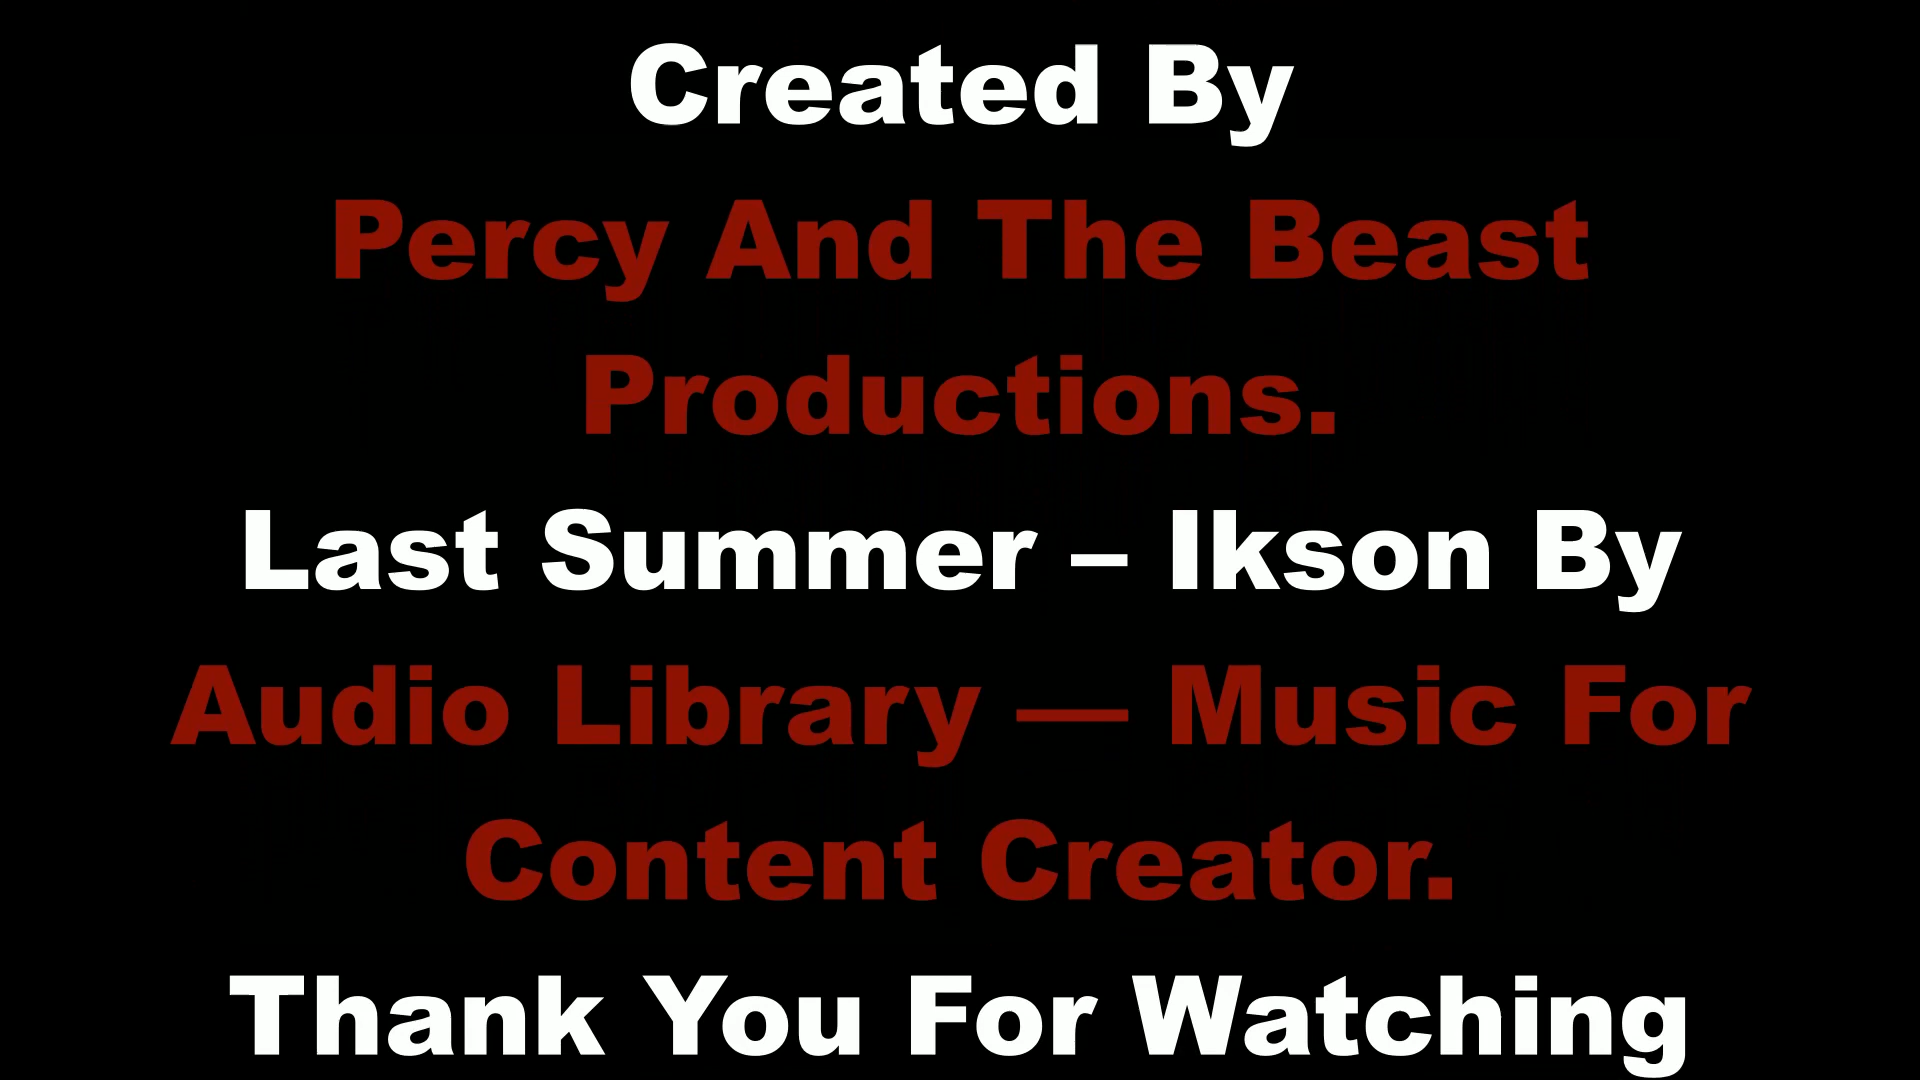 Created By
Percy And The Beast
Productions.
Last Summer – Ikson By
Audio Library — Music For
Content Creator.
Thank You For Watching